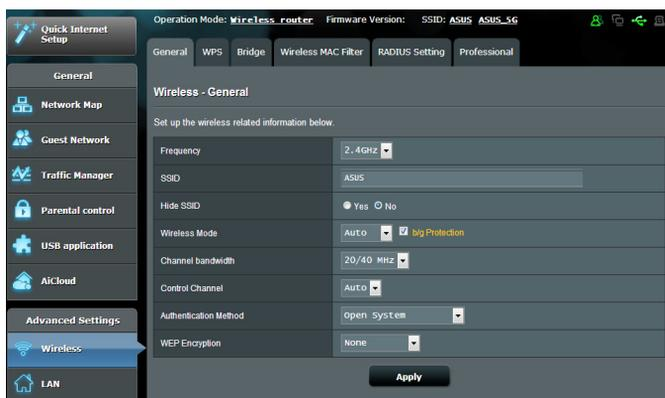 Quick Internet Setup
Operation Mode: Wireless router Firmware Version: SSID: ASUS ASUS_5G
General WPS Bridge Wireless MAC Filter RADIUS Setting Professional
General
Network Map
Guest Network
Traffic Manager
Parental control
USB application
AiCloud
Advanced Settings
Wireless
LAN
Wireless - General
Set up the wireless related information below.
Frequency 2.4GHz
SSID ASUS
Hide SSID Yes No
Wireless Mode Auto b/g Protection
Channel bandwidth 20/40 MHz
Control Channel Auto
Authentication Method Open System
WEP Encryption None
Apply